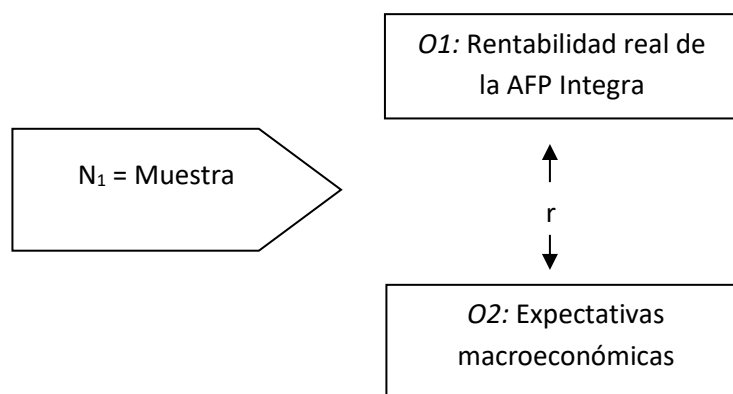 O1: Rentabilidad real de
la AFP Integra
N₁ = Muestra
r
O2: Expectativas
macroeconómicas